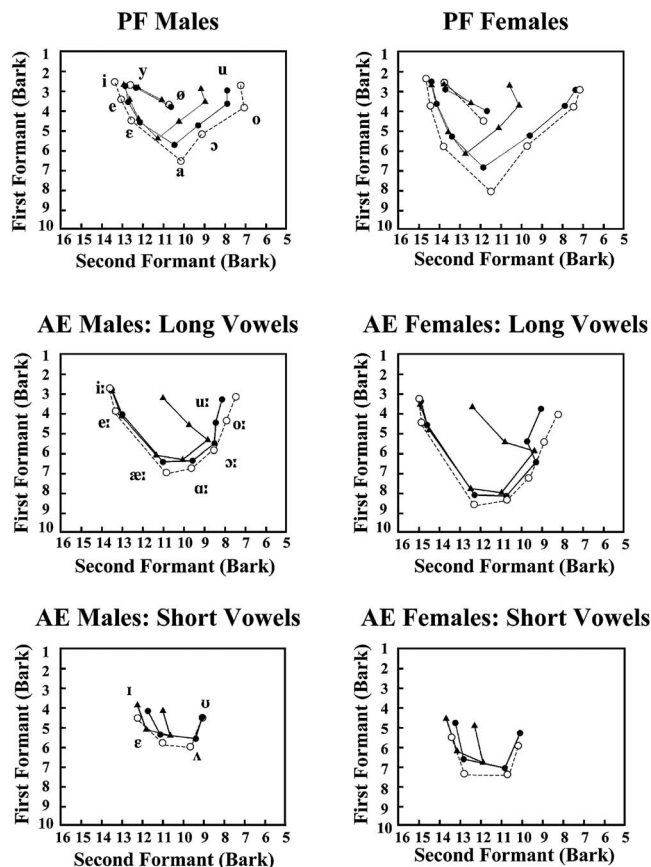 PF Males
PF Females
First Formant (Bark)
1
2
3
4
5
6
7
8
9
10
i
y
u
e
ø
ɛ
o
ɔ
a
16 15 14 13 12 11 10 9 8 7 6 5
Second Formant (Bark)
First Formant (Bark)
1
2
3
4
5
6
7
8
9
10
16 15 14 13 12 11 10 9 8 7 6 5
Second Formant (Bark)
AE Males: Long Vowels
AE Females: Long Vowels
First Formant (Bark)
1
2
3
4
5
6
7
8
9
10
iː
uː
eː
oː
ɔː
æː
ɑː
16 15 14 13 12 11 10 9 8 7 6 5
Second Formant (Bark)
First Formant (Bark)
1
2
3
4
5
6
7
8
9
10
16 15 14 13 12 11 10 9 8 7 6 5
Second Formant (Bark)
AE Males: Short Vowels
AE Females: Short Vowels
First Formant (Bark)
1
2
3
4
5
6
7
8
9
10
ɪ
ʊ
ɛ
ʌ
16 15 14 13 12 11 10 9 8 7 6 5
Second Formant (Bark)
First Formant (Bark)
1
2
3
4
5
6
7
8
9
10
16 15 14 13 12 11 10 9 8 7 6 5
Second Formant (Bark)